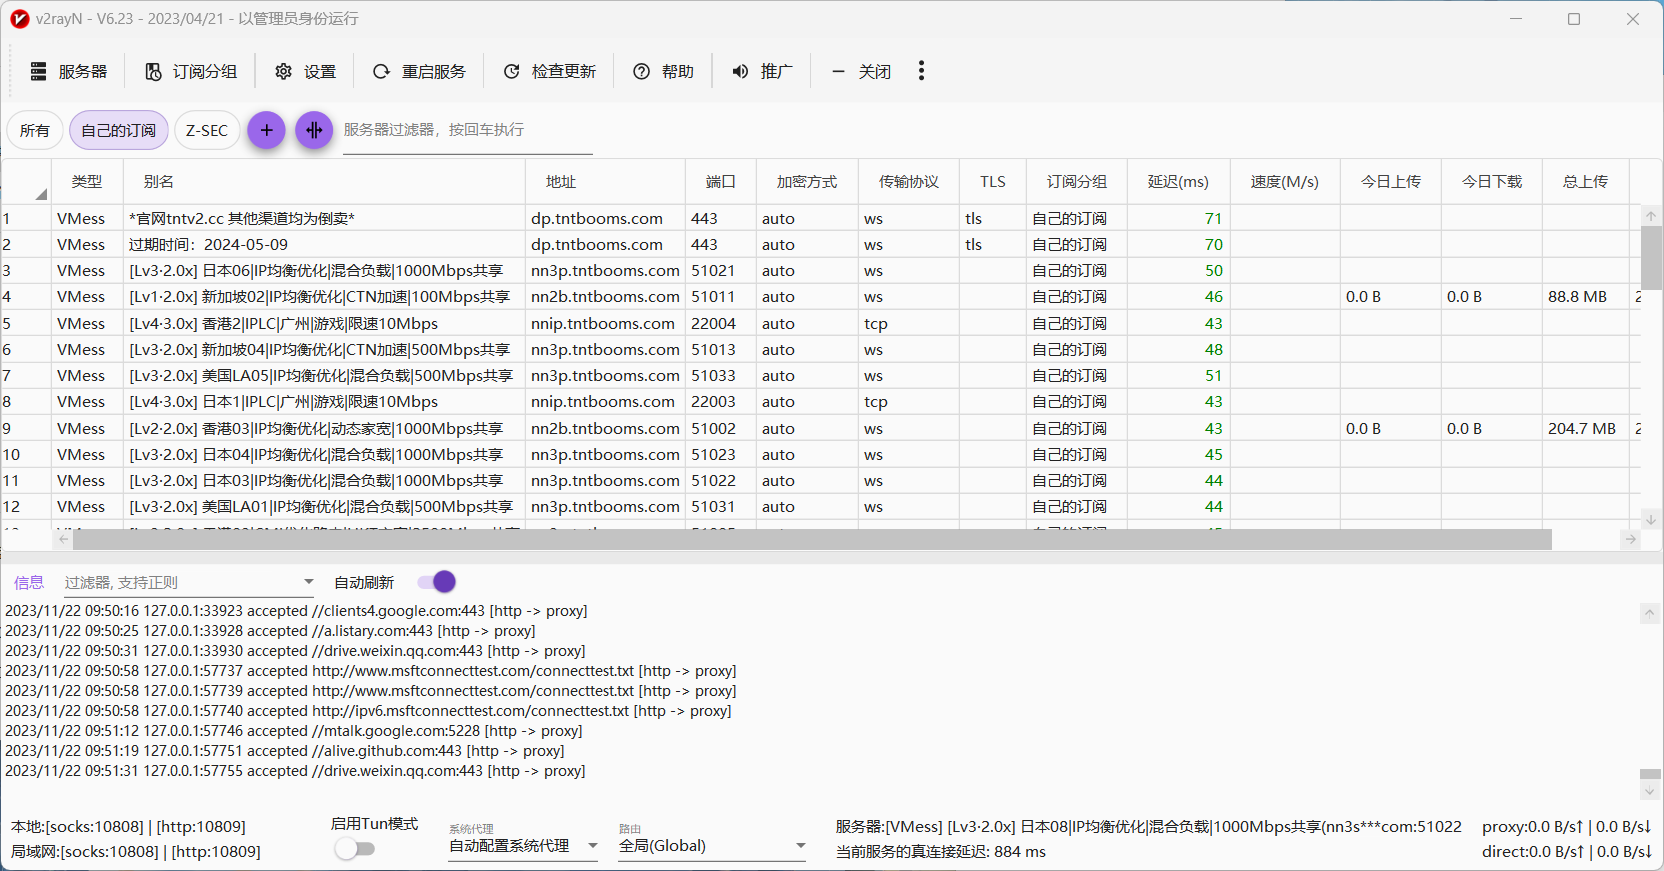 v2rayN - V6.23 - 2023/04/21 - 以管理员身份运行
服务器 订阅分组 设置 重启服务 检查更新 帮助 推广 关闭
所有 自己的订阅 Z-SEC + 服务器过滤器，按回车执行
类型 别名 地址 端口 加密方式 传输协议 TLS 订阅分组 延迟(ms) 速度(M/s) 今日上传 今日下载 总上传
1 VMess *官网tntv2.cc 其他渠道均为倒卖* dp.tntbooms.com 443 auto ws tls 自己的订阅 71
2 VMess 过期时间：2024-05-09 dp.tntbooms.com 443 auto ws tls 自己的订阅 70
3 VMess [Lv3·2.0x] 日本06|IP均衡优化|混合负载|1000Mbps共享 nn3p.tntbooms.com 51021 auto ws 自己的订阅 50
4 VMess [Lv1·2.0x] 新加坡02|IP均衡优化|CTN加速|100Mbps共享 nn2b.tntbooms.com 51011 auto ws 自己的订阅 46 0.0 B 0.0 B 88.8 MB 2
5 VMess [Lv4·3.0x] 香港2|IPLC|广州|游戏|限速10Mbps nnip.tntbooms.com 22004 auto tcp 自己的订阅 43
6 VMess [Lv3·2.0x] 新加坡04|IP均衡优化|CTN加速|500Mbps共享 nn3p.tntbooms.com 51013 auto ws 自己的订阅 48
7 VMess [Lv3·2.0x] 美国LA05|IP均衡优化|混合负载|500Mbps共享 nn3p.tntbooms.com 51033 auto ws 自己的订阅 51
8 VMess [Lv4·3.0x] 日本1|IPLC|广州|游戏|限速10Mbps nnip.tntbooms.com 22003 auto tcp 自己的订阅 43
9 VMess [Lv2·2.0x] 香港03|IP均衡优化|动态家宽|1000Mbps共享 nn2b.tntbooms.com 51002 auto ws 自己的订阅 43 0.0 B 0.0 B 204.7 MB 2
10 VMess [Lv3·2.0x] 日本04|IP均衡优化|混合负载|1000Mbps共享 nn3p.tntbooms.com 51023 auto ws 自己的订阅 45
11 VMess [Lv3·2.0x] 日本03|IP均衡优化|混合负载|1000Mbps共享 nn3p.tntbooms.com 51022 auto ws 自己的订阅 44
12 VMess [Lv3·2.0x] 美国LA01|IP均衡优化|混合负载|500Mbps共享 nn3p.tntbooms.com 51031 auto ws 自己的订阅 44
信息 过滤器, 支持正则 自动刷新
2023/11/22 09:50:16 127.0.0.1:33923 accepted //clients4.google.com:443 [http -> proxy]
2023/11/22 09:50:25 127.0.0.1:33928 accepted //a.listary.com:443 [http -> proxy]
2023/11/22 09:50:31 127.0.0.1:33930 accepted //drive.weixin.qq.com:443 [http -> proxy]
2023/11/22 09:50:58 127.0.0.1:57737 accepted http://www.msftconnecttest.com/connecttest.txt [http -> proxy]
2023/11/22 09:50:58 127.0.0.1:57739 accepted http://www.msftconnecttest.com/connecttest.txt [http -> proxy]
2023/11/22 09:50:58 127.0.0.1:57740 accepted http://ipv6.msftconnecttest.com/connecttest.txt [http -> proxy]
2023/11/22 09:51:12 127.0.0.1:57746 accepted //mtalk.google.com:5228 [http -> proxy]
2023/11/22 09:51:19 127.0.0.1:57751 accepted //alive.github.com:443 [http -> proxy]
2023/11/22 09:51:31 127.0.0.1:57755 accepted //drive.weixin.qq.com:443 [http -> proxy]
本地:[socks:10808] | [http:10809]
局域网:[socks:10808] | [http:10809]
启用Tun模式
系统代理
自动配置系统代理
路由
全局(Global)
服务器:[VMess] [Lv3·2.0x] 日本08|IP均衡优化|混合负载|1000Mbps共享(nn3s***com:51022
当前服务的真连接延迟: 884 ms
proxy:0.0 B/s↑ | 0.0 B/s↓
direct:0.0 B/s↑ | 0.0 B/s↓